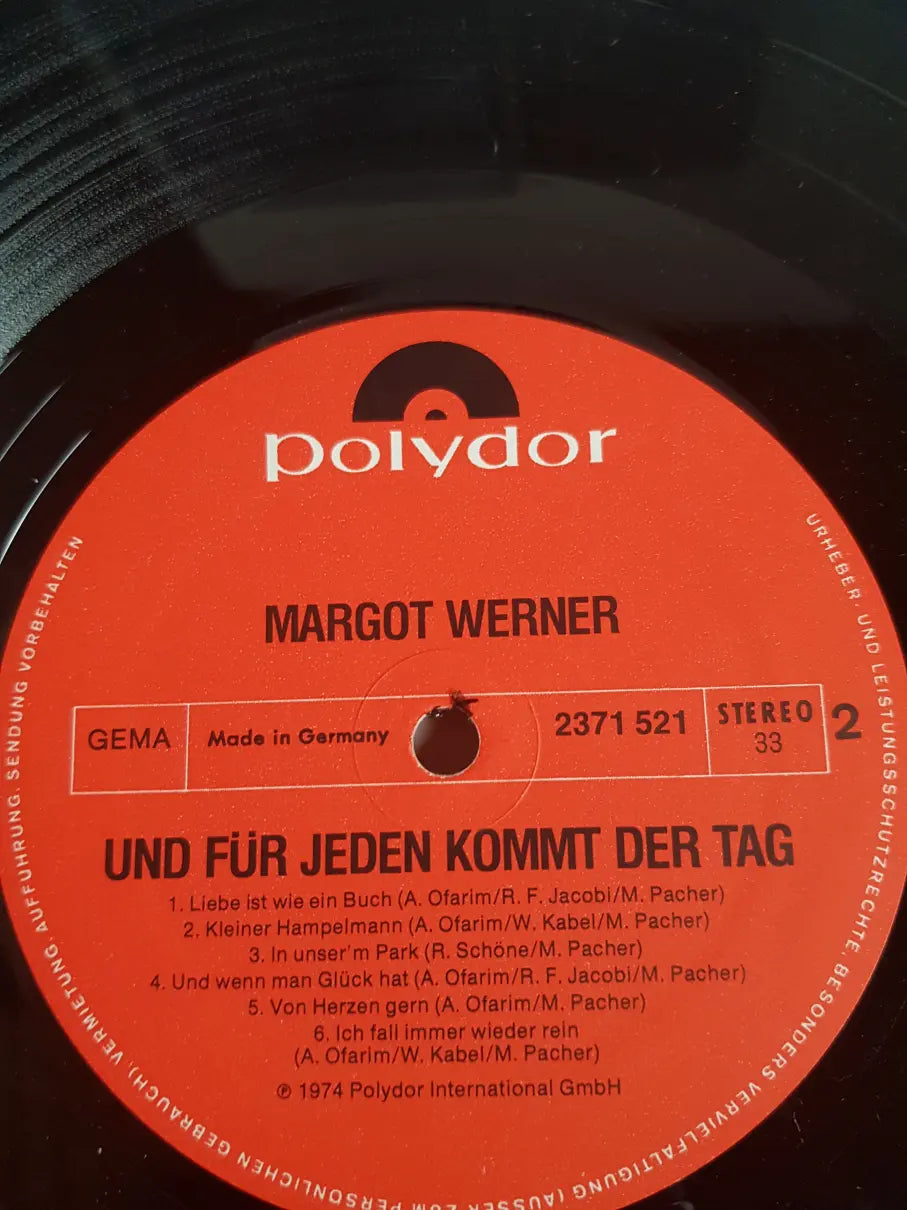 polydor
MARGOT WERNER
GEMA
Made in Germany
2371 521
STEREO
33
2
UND FÜR JEDEN KOMMT DER TAG
1. Liebe ist wie ein Buch (A. Ofarim/R. F. Jacobi/M. Pacher)
2. Kleiner Hampelmann (A. Ofarim/W. Kabel/M. Pacher)
3. In unser'm Park (R. Schöne/M. Pacher)
4. Und wenn man Glück hat (A. Ofarim/R. F. Jacobi/M. Pacher)
5. Von Herzen gern (A. Ofarim/M. Pacher)
6. Ich fall immer wieder rein
(A. Ofarim/W. Kabel/M. Pacher)
℗ 1974 Polydor International GmbH
URHEBER- UND LEISTUNGSSCHUTZRECHTE, BESONDERS VERVIELFÄLTIGUNG (AUSSER ZUM PERSÖNLICHEN GEBRAUCH), VERMIETUNG, AUFFÜHRUNG, SENDUNG VORBEHALTEN